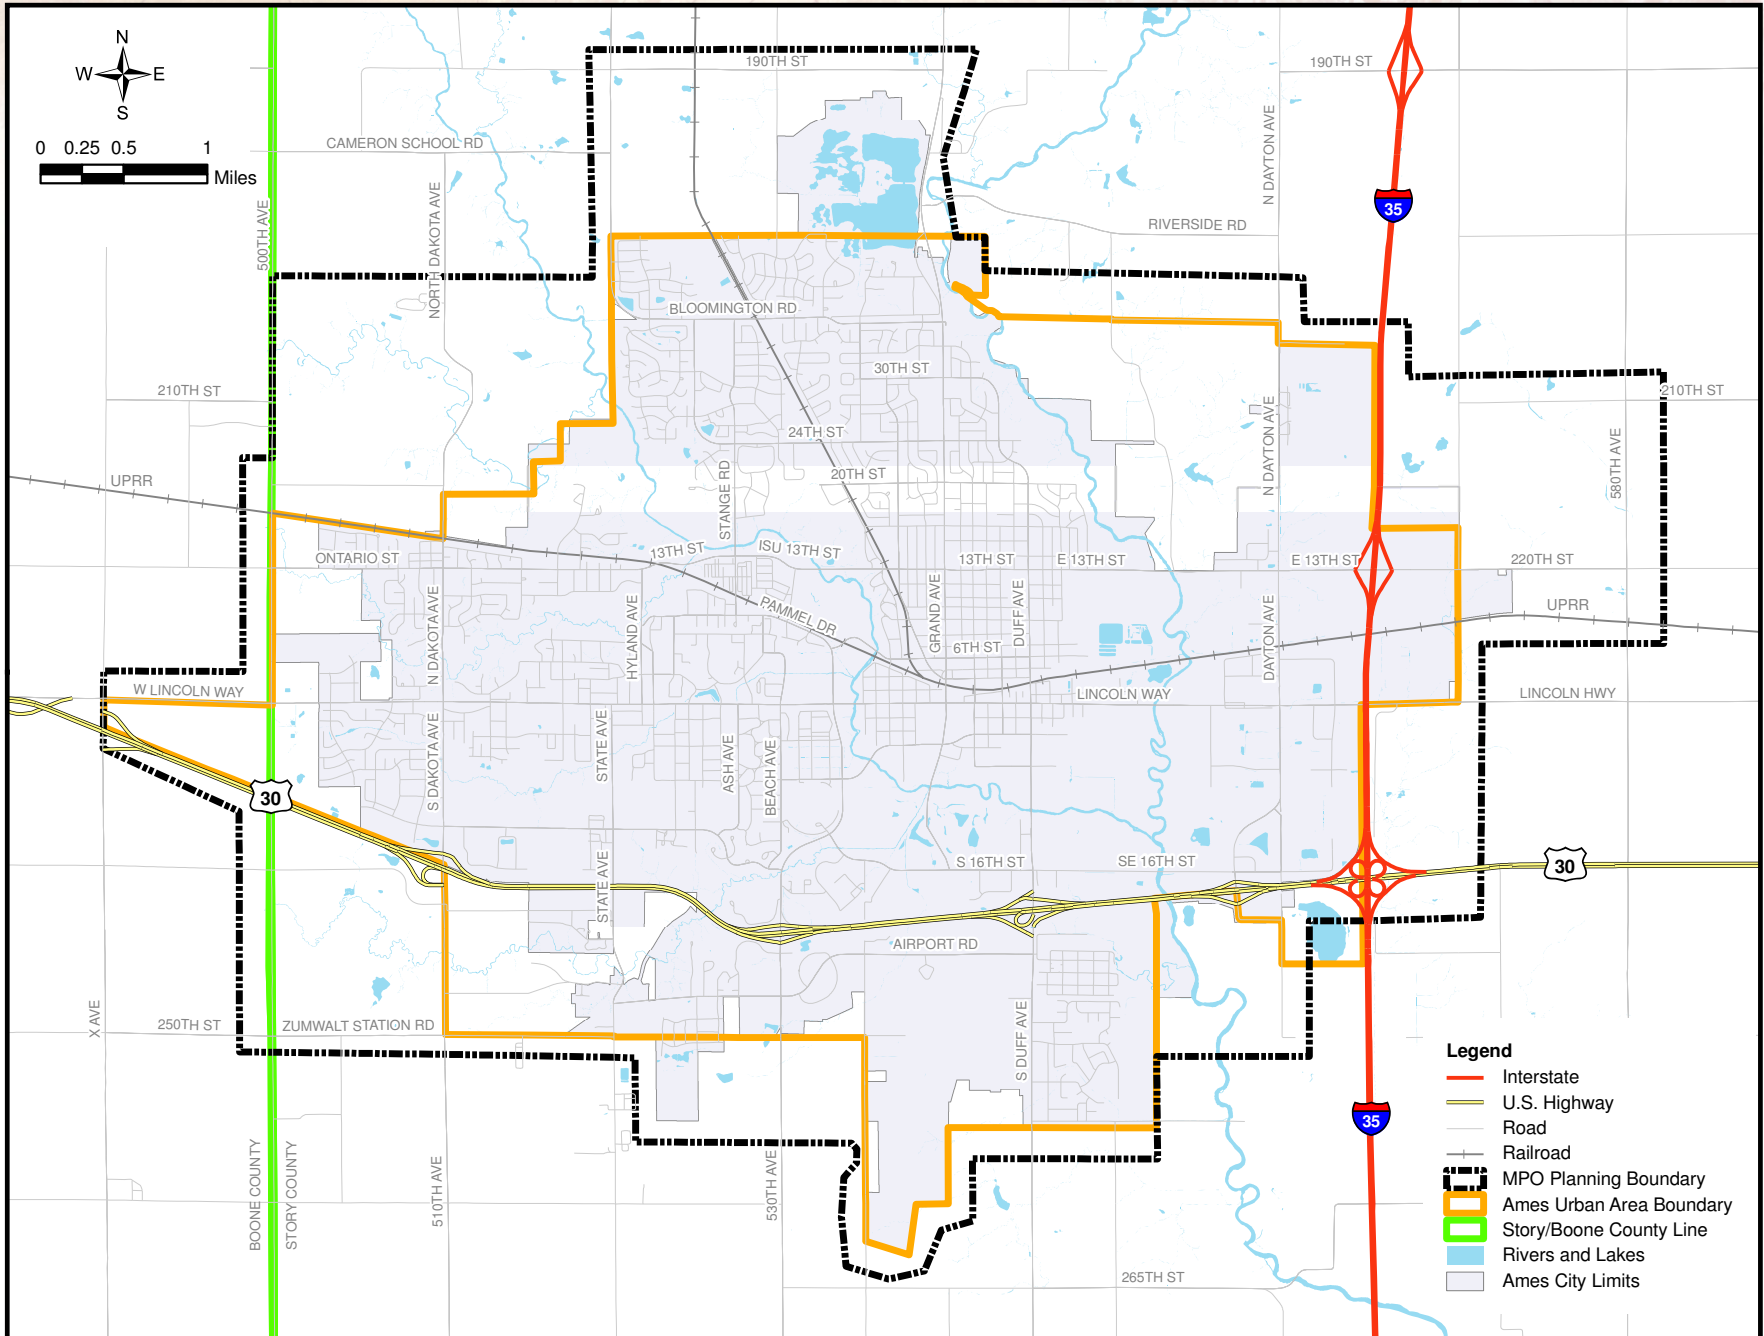 N
W E
S
0 0.25 0.5 1
Miles
190TH ST
190TH ST
CAMERON SCHOOL RD
NORTH DAKOTA AVE
500TH AVE
N DAYTON AVE
35
RIVERSIDE RD
BLOOMINGTON RD
30TH ST
210TH ST
210TH ST
24TH ST
N DAYTON AVE
580TH AVE
UPRR
20TH ST
STANGE RD
ONTARIO ST
13TH ST
ISU 13TH ST
13TH ST
E 13TH ST
E 13TH ST
220TH ST
N DAKOTA AVE
HYLAND AVE
PAMMEL DR
GRAND AVE
DUFF AVE
DAYTON AVE
UPRR
6TH ST
W LINCOLN WAY
LINCOLN WAY
LINCOLN HWY
S DAKOTA AVE
STATE AVE
ASH AVE
BEACH AVE
30
S 16TH ST
SE 16TH ST
30
STATE AVE
AIRPORT RD
X AVE
250TH ST
ZUMWALT STATION RD
S DUFF AVE
BOONE COUNTY
STORY COUNTY
510TH AVE
530TH AVE
265TH ST
35
Legend
Interstate
U.S. Highway
Road
Railroad
MPO Planning Boundary
Ames Urban Area Boundary
Story/Boone County Line
Rivers and Lakes
Ames City Limits